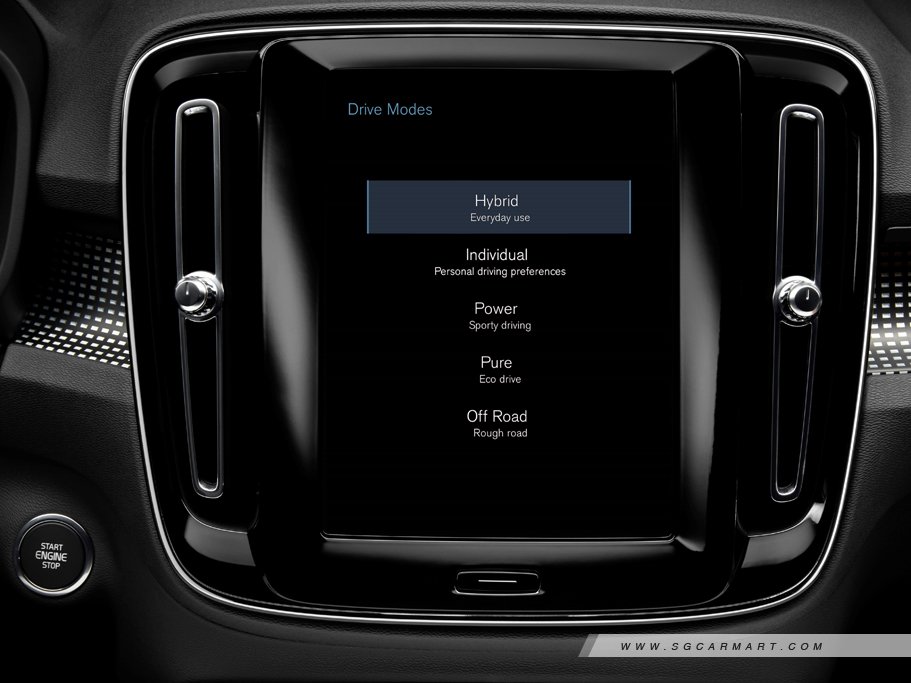 Drive Modes
Hybrid
Everyday use
Individual
Personal driving preferences
Power
Sporty driving
Pure
Eco drive
Off Road
Rough road
START
ENGINE
STOP
WWW.SGCARMART.COM